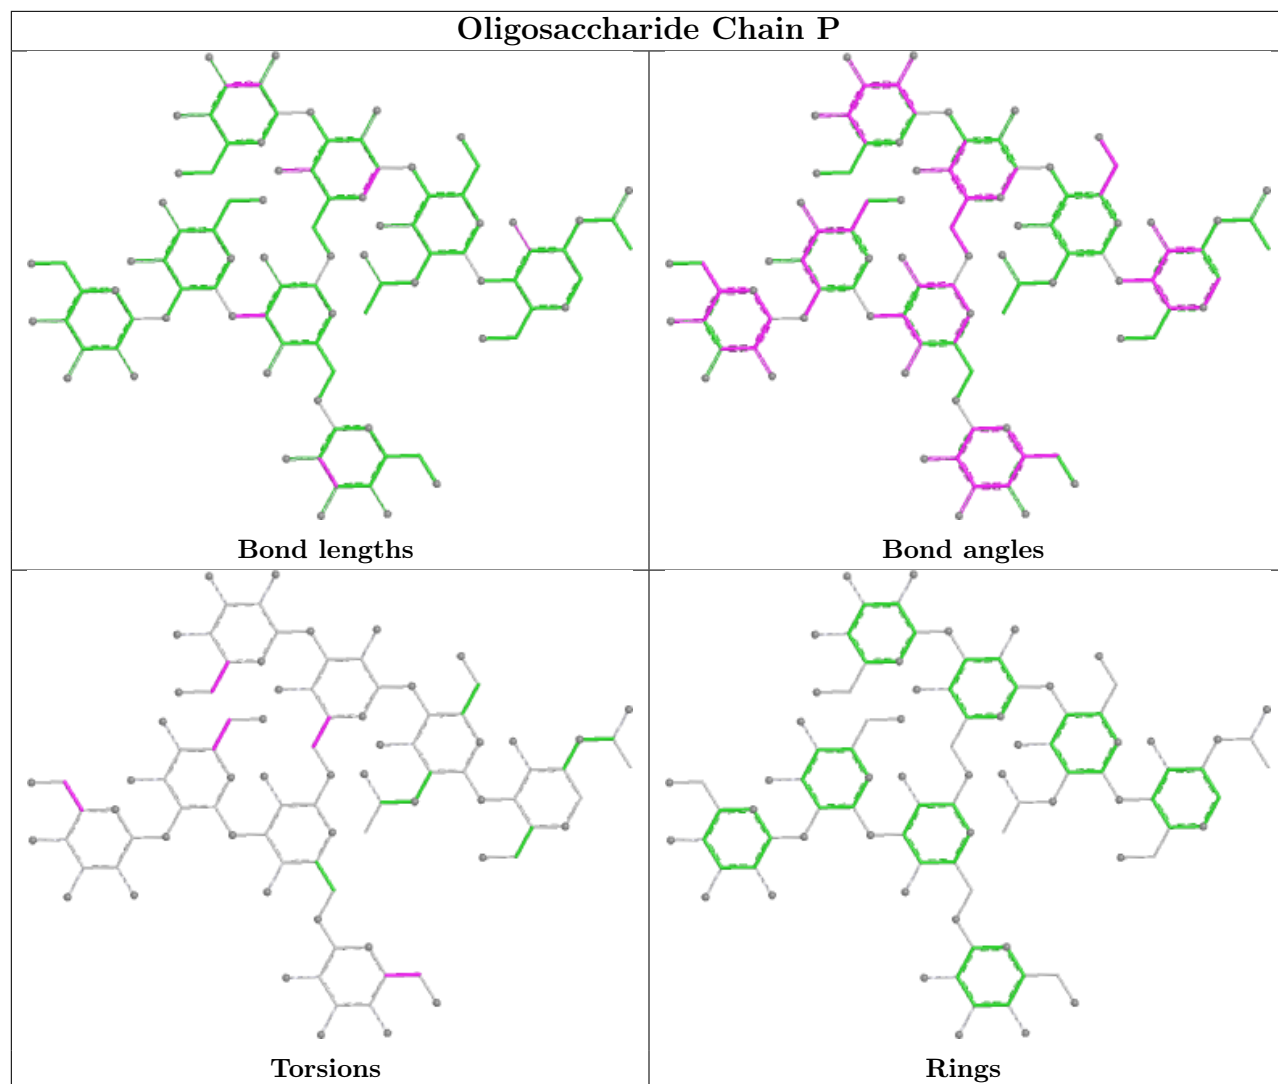 Oligosaccharide Chain P
Bond lengths
Bond angles
Torsions
Rings